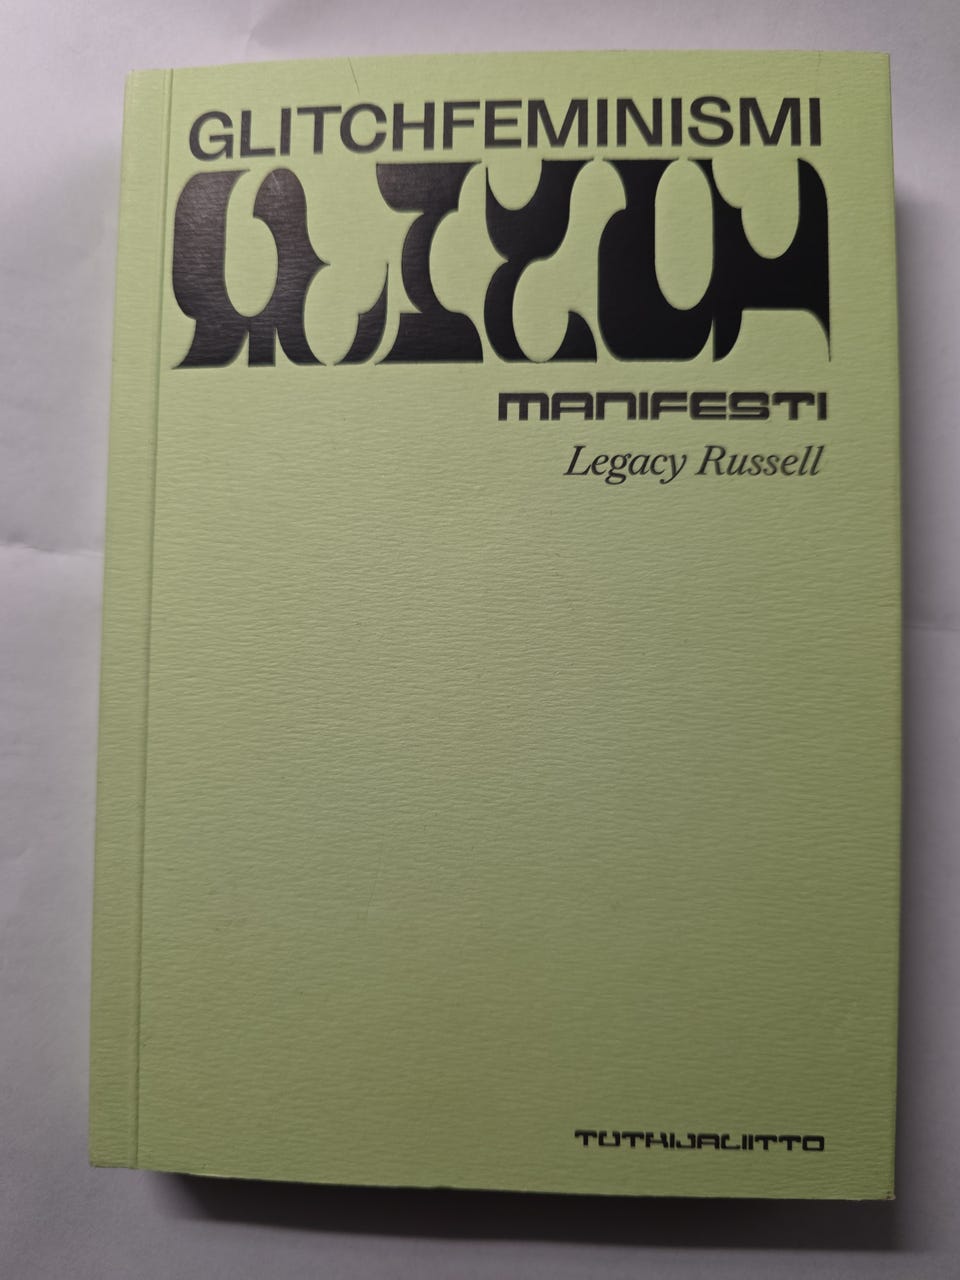 GLITCHFEMINISMI
MANIFESTI
Legacy Russell
TUTKIJALIITTO